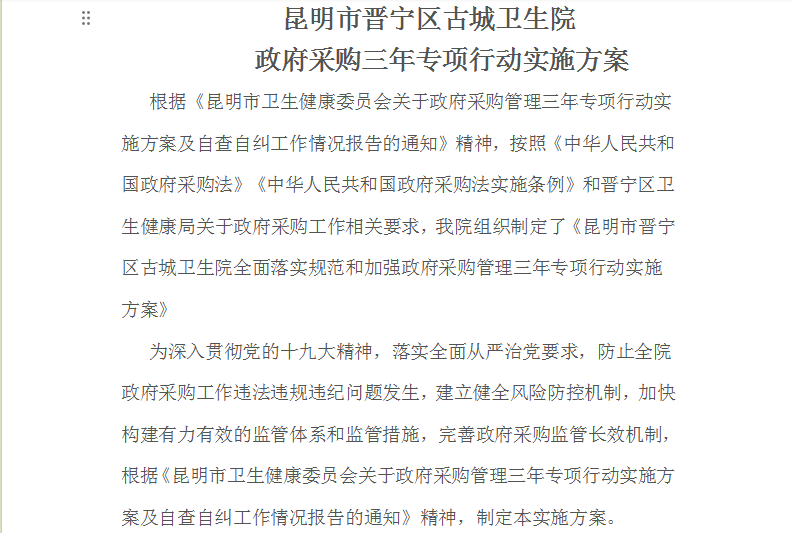 昆明市晋宁区古城卫生院
政府采购三年专项行动实施方案
根据《昆明市卫生健康委员会关于政府采购管理三年专项行动实
施方案及自查自纠工作情况报告的通知》精神，按照《中华人民共和
国政府采购法》《中华人民共和国政府采购法实施条例》和晋宁区卫
生健康局关于政府采购工作相关要求，我院组织制定了《昆明市晋宁
区古城卫生院全面落实规范和加强政府采购管理三年专项行动实施
方案》
为深入贯彻党的十九大精神，落实全面从严治党要求，防止全院
政府采购工作违法违规违纪问题发生，建立健全风险防控机制，加快
构建有力有效的监管体系和监管措施，完善政府采购监管长效机制，
根据《昆明市卫生健康委员会关于政府采购管理三年专项行动实施方
案及自查自纠工作情况报告的通知》精神，制定本实施方案。